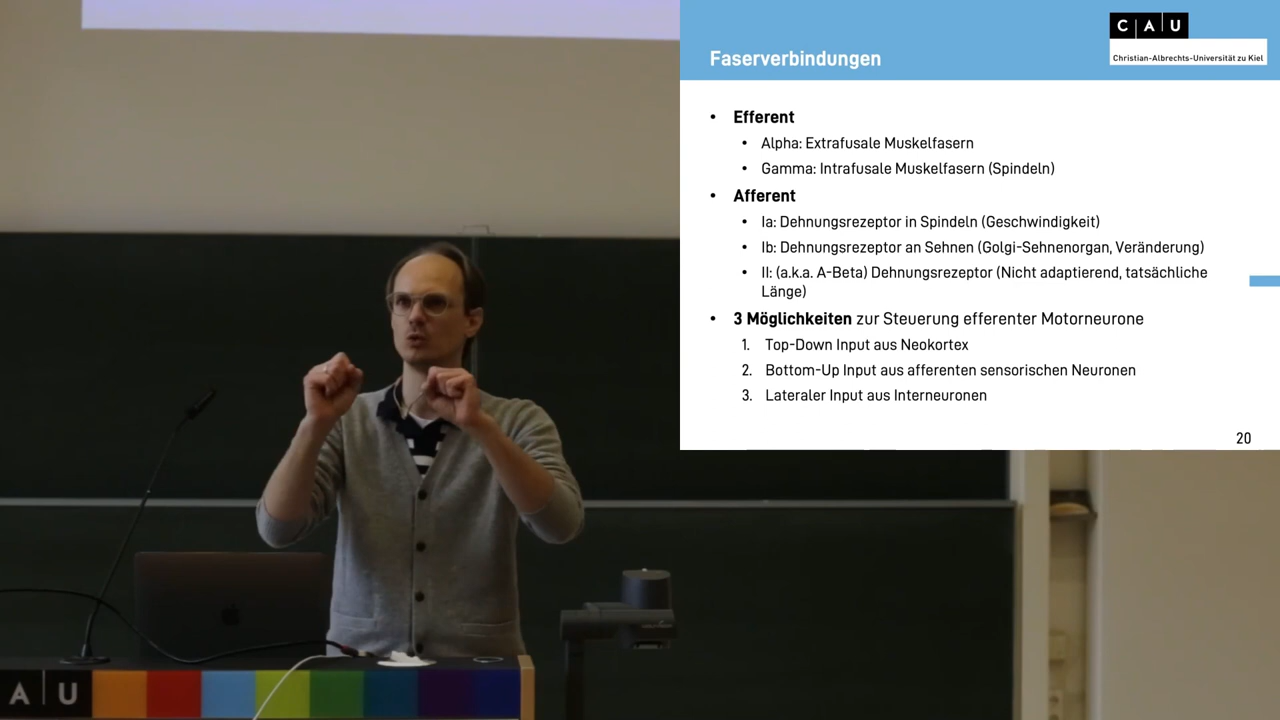 CAU
Christian-Albrechts-Universität zu Kiel
Faserverbindungen
• Efferent
• Alpha: Extrafusale Muskelfasern
• Gamma: Intrafusale Muskelfasern (Spindeln)
• Afferent
• Ia: Dehnungsrezeptor in Spindeln (Geschwindigkeit)
• Ib: Dehnungsrezeptor an Sehnen (Golgi-Sehnenorgan, Veränderung)
• II: (a.k.a. A-Beta) Dehnungsrezeptor (Nicht adaptierend, tatsächliche
Länge)
• 3 Möglichkeiten zur Steuerung efferenter Motorneurone
1. Top-Down Input aus Neokortex
2. Bottom-Up Input aus afferenten sensorischen Neuronen
3. Lateraler Input aus Interneuronen
20
A U